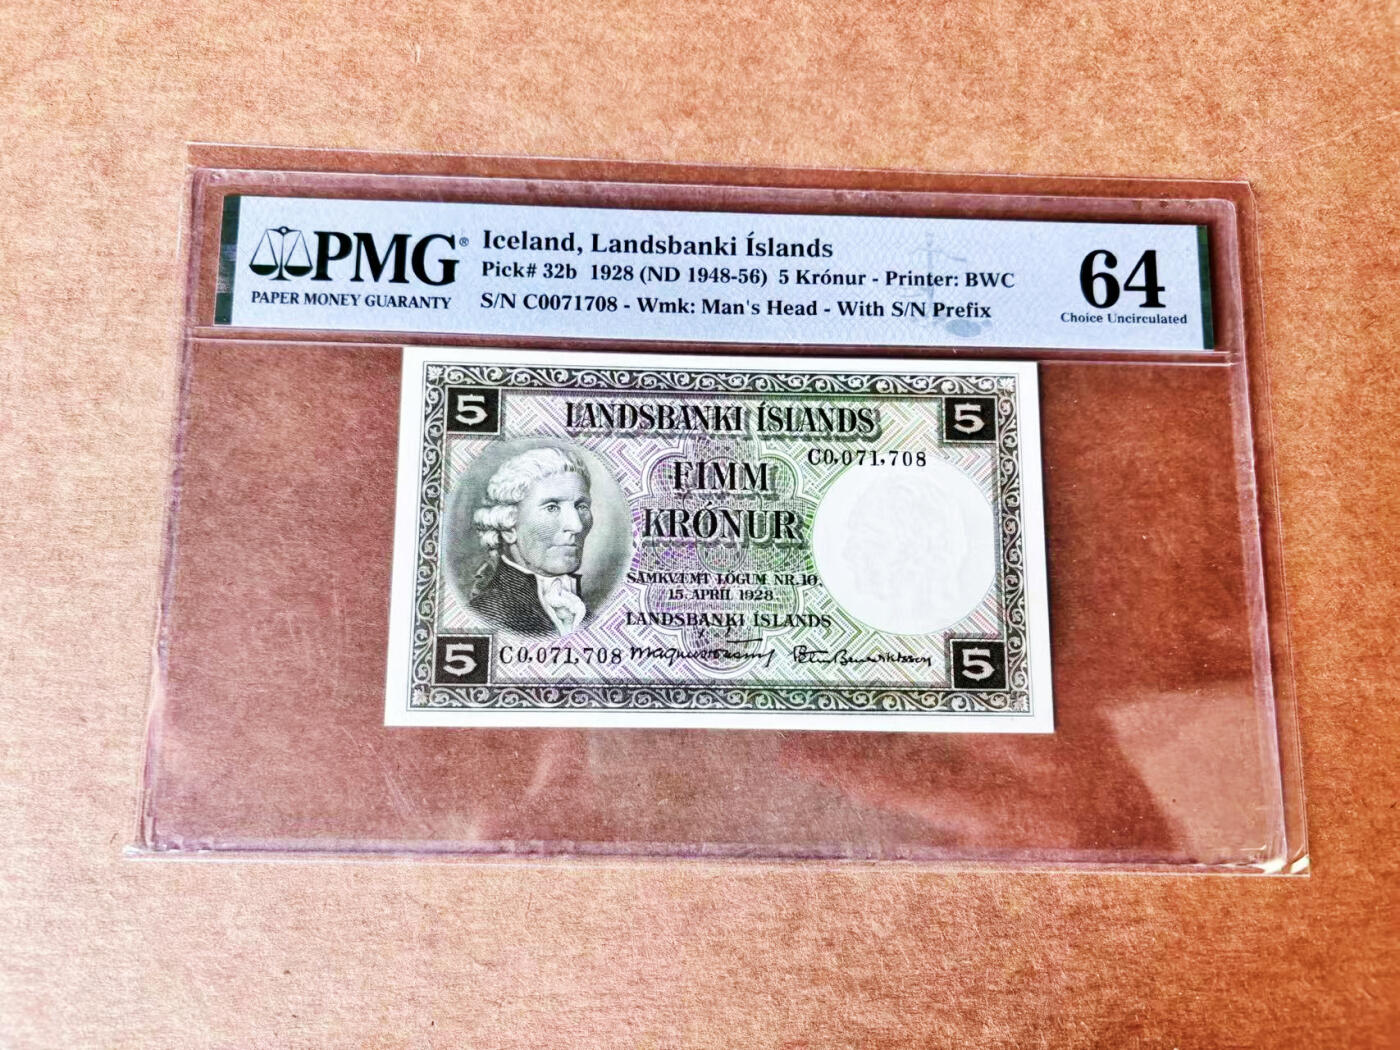 PMG®
PAPER MONEY GUARANTY
Iceland, Landsbanki Íslands
Pick# 32b 1928 (ND 1948-56) 5 Krónur - Printer: BWC
S/N C0071708 - Wmk: Man's Head - With S/N Prefix
64
Choice Uncirculated
5
LANDSBANKI ÍSLANDS
5
C0,071,708
FIMM
KRÓNUR
SAMKVÆMT LÖGUM NR.10,
15. APRÍL 1928
LANDSBANKI ÍSLANDS
5
C0,071,708
5